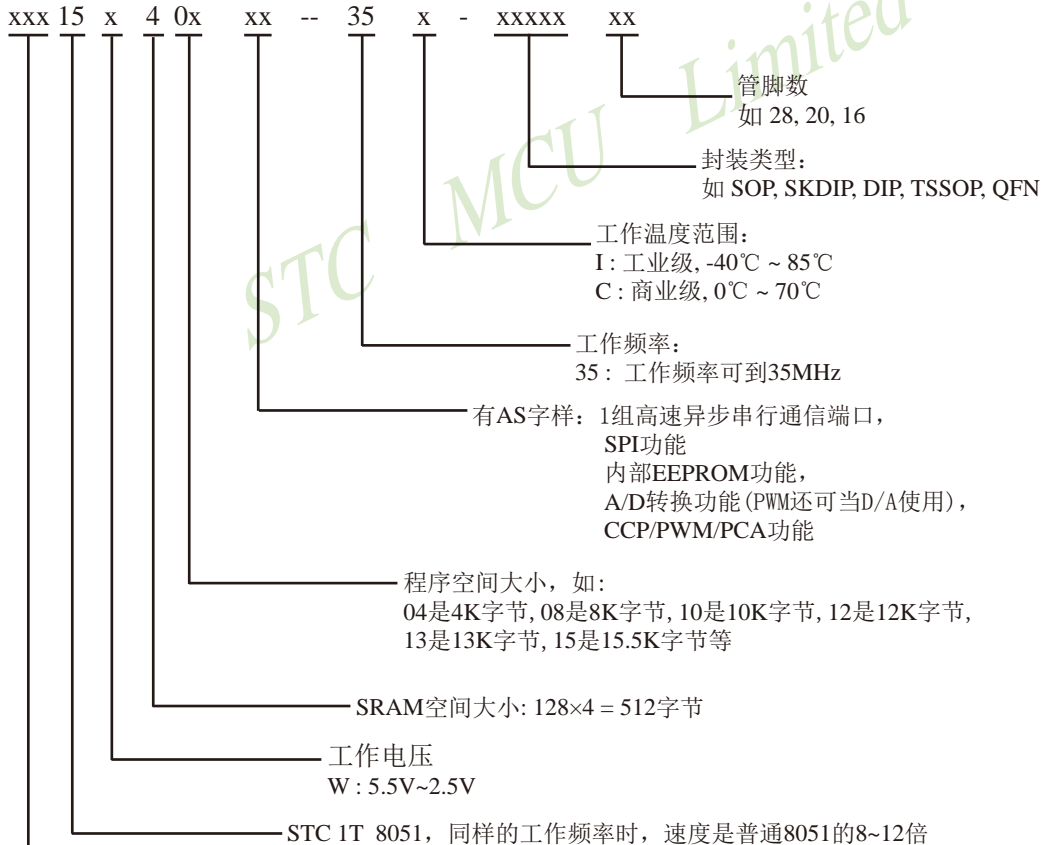 xxx 15 x 4 0x xx -- 35 x - xxxxx xx
STC MCU Limited
管脚数
如 28, 20, 16
封装类型：
如 SOP, SKDIP, DIP, TSSOP, QFN
工作温度范围：
I : 工业级, -40℃ ~ 85℃
C : 商业级, 0℃ ~ 70℃
工作频率：
35 : 工作频率可到35MHz
有AS字样：1组高速异步串行通信端口，
SPI功能
内部EEPROM功能，
A/D转换功能(PWM还可当D/A使用)，
CCP/PWM/PCA功能
程序空间大小，如:
04是4K字节, 08是8K字节, 10是10K字节, 12是12K字节,
13是13K字节, 15是15.5K字节等
SRAM空间大小: 128×4 = 512字节
工作电压
W : 5.5V~2.5V
STC 1T 8051，同样的工作频率时，速度是普通8051的8~12倍